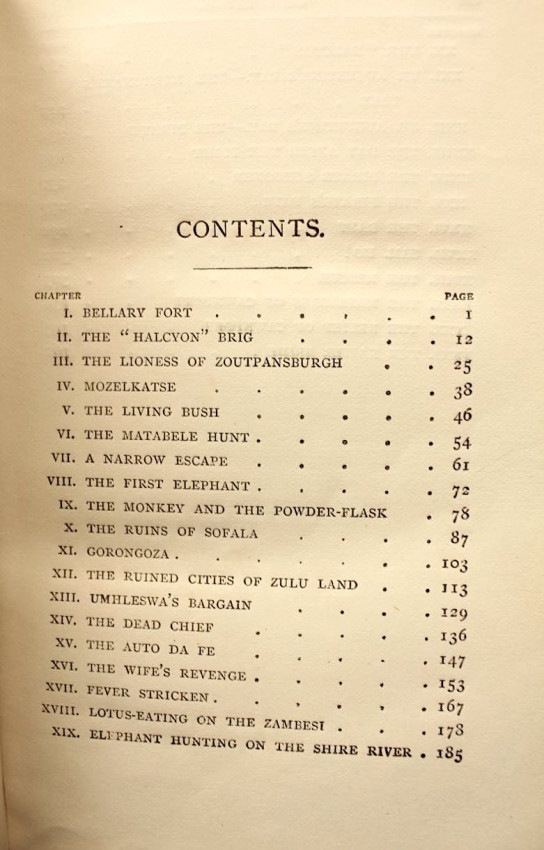 CONTENTS.
CHAPTER PAGE
I. BELLARY FORT . . . . . . 1
II. THE "HALCYON" BRIG . . . . 12
III. THE LIONESS OF ZOUTPANSBURGH . . 25
IV. MOZELKATSE . . . . . . 38
V. THE LIVING BUSH . . . . . 46
VI. THE MATABELE HUNT . . . . . 54
VII. A NARROW ESCAPE . . . . . 61
VIII. THE FIRST ELEPHANT . . . . . 72
IX. THE MONKEY AND THE POWDER-FLASK . 78
X. THE RUINS OF SOFALA . . . . 87
XI. GORONGOZA . . . . . . . 103
XII. THE RUINED CITIES OF ZULU LAND . . 113
XIII. UMHLESWA'S BARGAIN . . . . 129
XIV. THE DEAD CHIEF . . . . . 136
XV. THE AUTO DA FE . . . . . 147
XVI. THE WIFE'S REVENGE . . . . . 153
XVII. FEVER STRICKEN . . . . . . 167
XVIII. LOTUS-EATING ON THE ZAMBESI . . . 178
XIX. ELEPHANT HUNTING ON THE SHIRE RIVER . 185